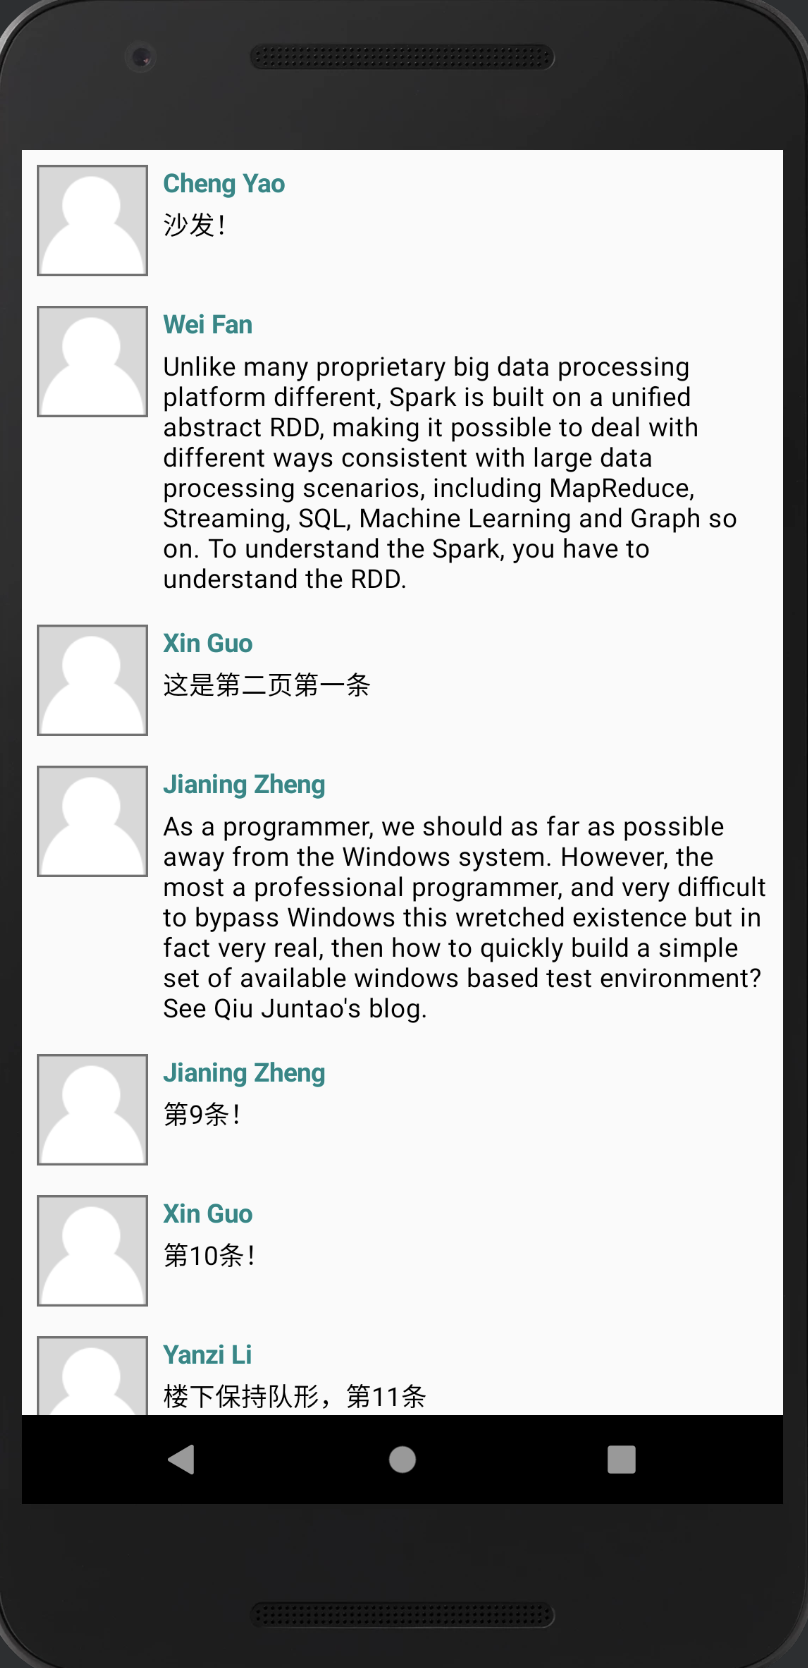 Cheng Yao
沙发！
Wei Fan
Unlike many proprietary big data processing
platform different, Spark is built on a unified
abstract RDD, making it possible to deal with
different ways consistent with large data
processing scenarios, including MapReduce,
Streaming, SQL, Machine Learning and Graph so
on. To understand the Spark, you have to
understand the RDD.
Xin Guo
这是第二页第一条
Jianing Zheng
As a programmer, we should as far as possible
away from the Windows system. However, the
most a professional programmer, and very difficult
to bypass Windows this wretched existence but in
fact very real, then how to quickly build a simple
set of available windows based test environment?
See Qiu Juntao's blog.
Jianing Zheng
第9条！
Xin Guo
第10条！
Yanzi Li
楼下保持队形，第11条